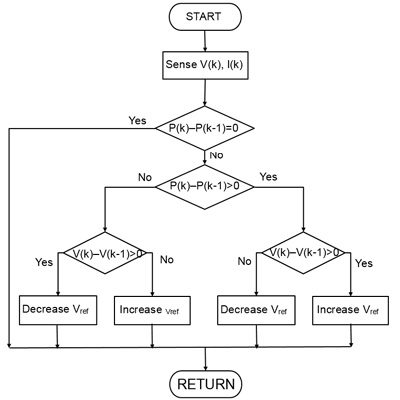 START
Sense V(k), I(k)
Yes
P(k)–P(k-1)=0
No
No
P(k)–P(k-1)>0
Yes
V(k)–V(k-1)>0
V(k)–V(k-1)>0
Yes
No
No
Yes
Decrease Vref
Increase Vref
Decrease Vref
Increase Vref
RETURN